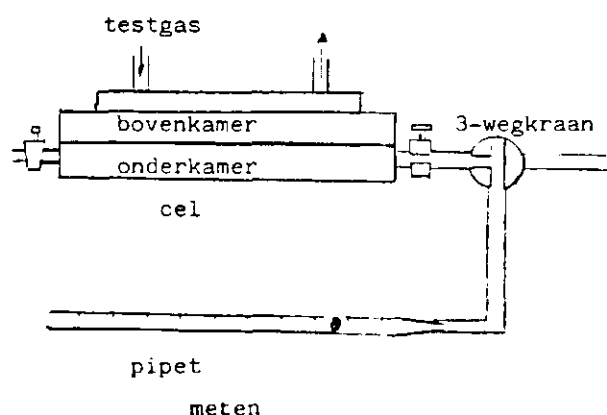 testgas
bovenkamer
3-wegkraan
onderkamer
cel
pipet
meten